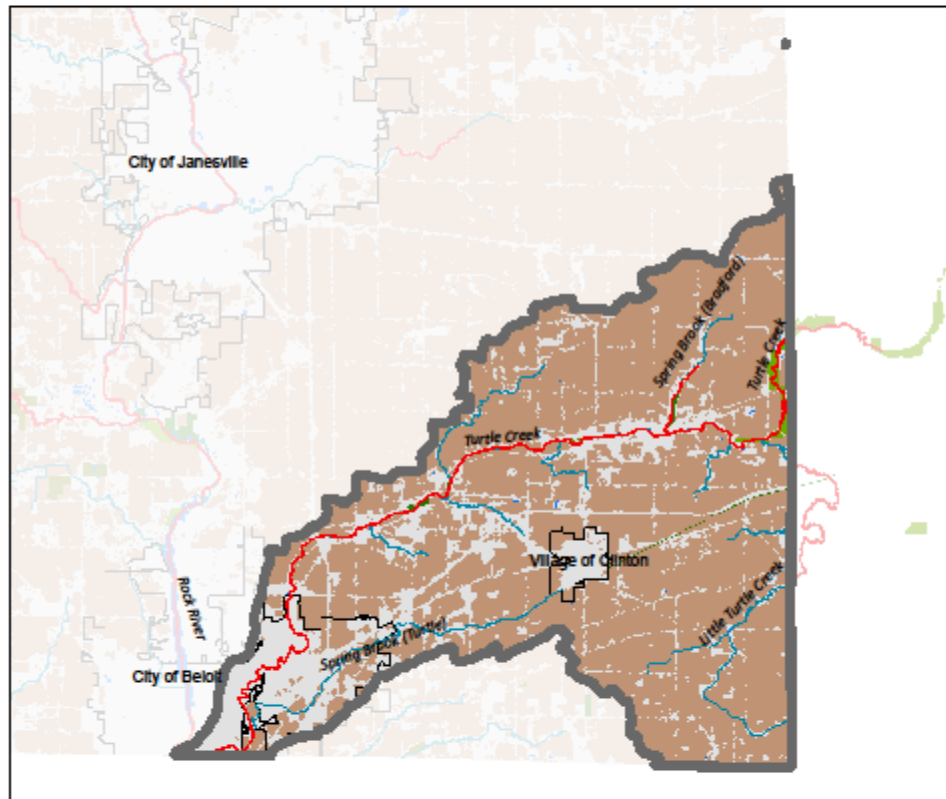 City of Janesville
Spring Brook (Bradford)
Turtle Creek
Turtle Creek
Village of Clinton
Rock River
Little Turtle Creek
Spring Brook (Turtle)
City of Beloit